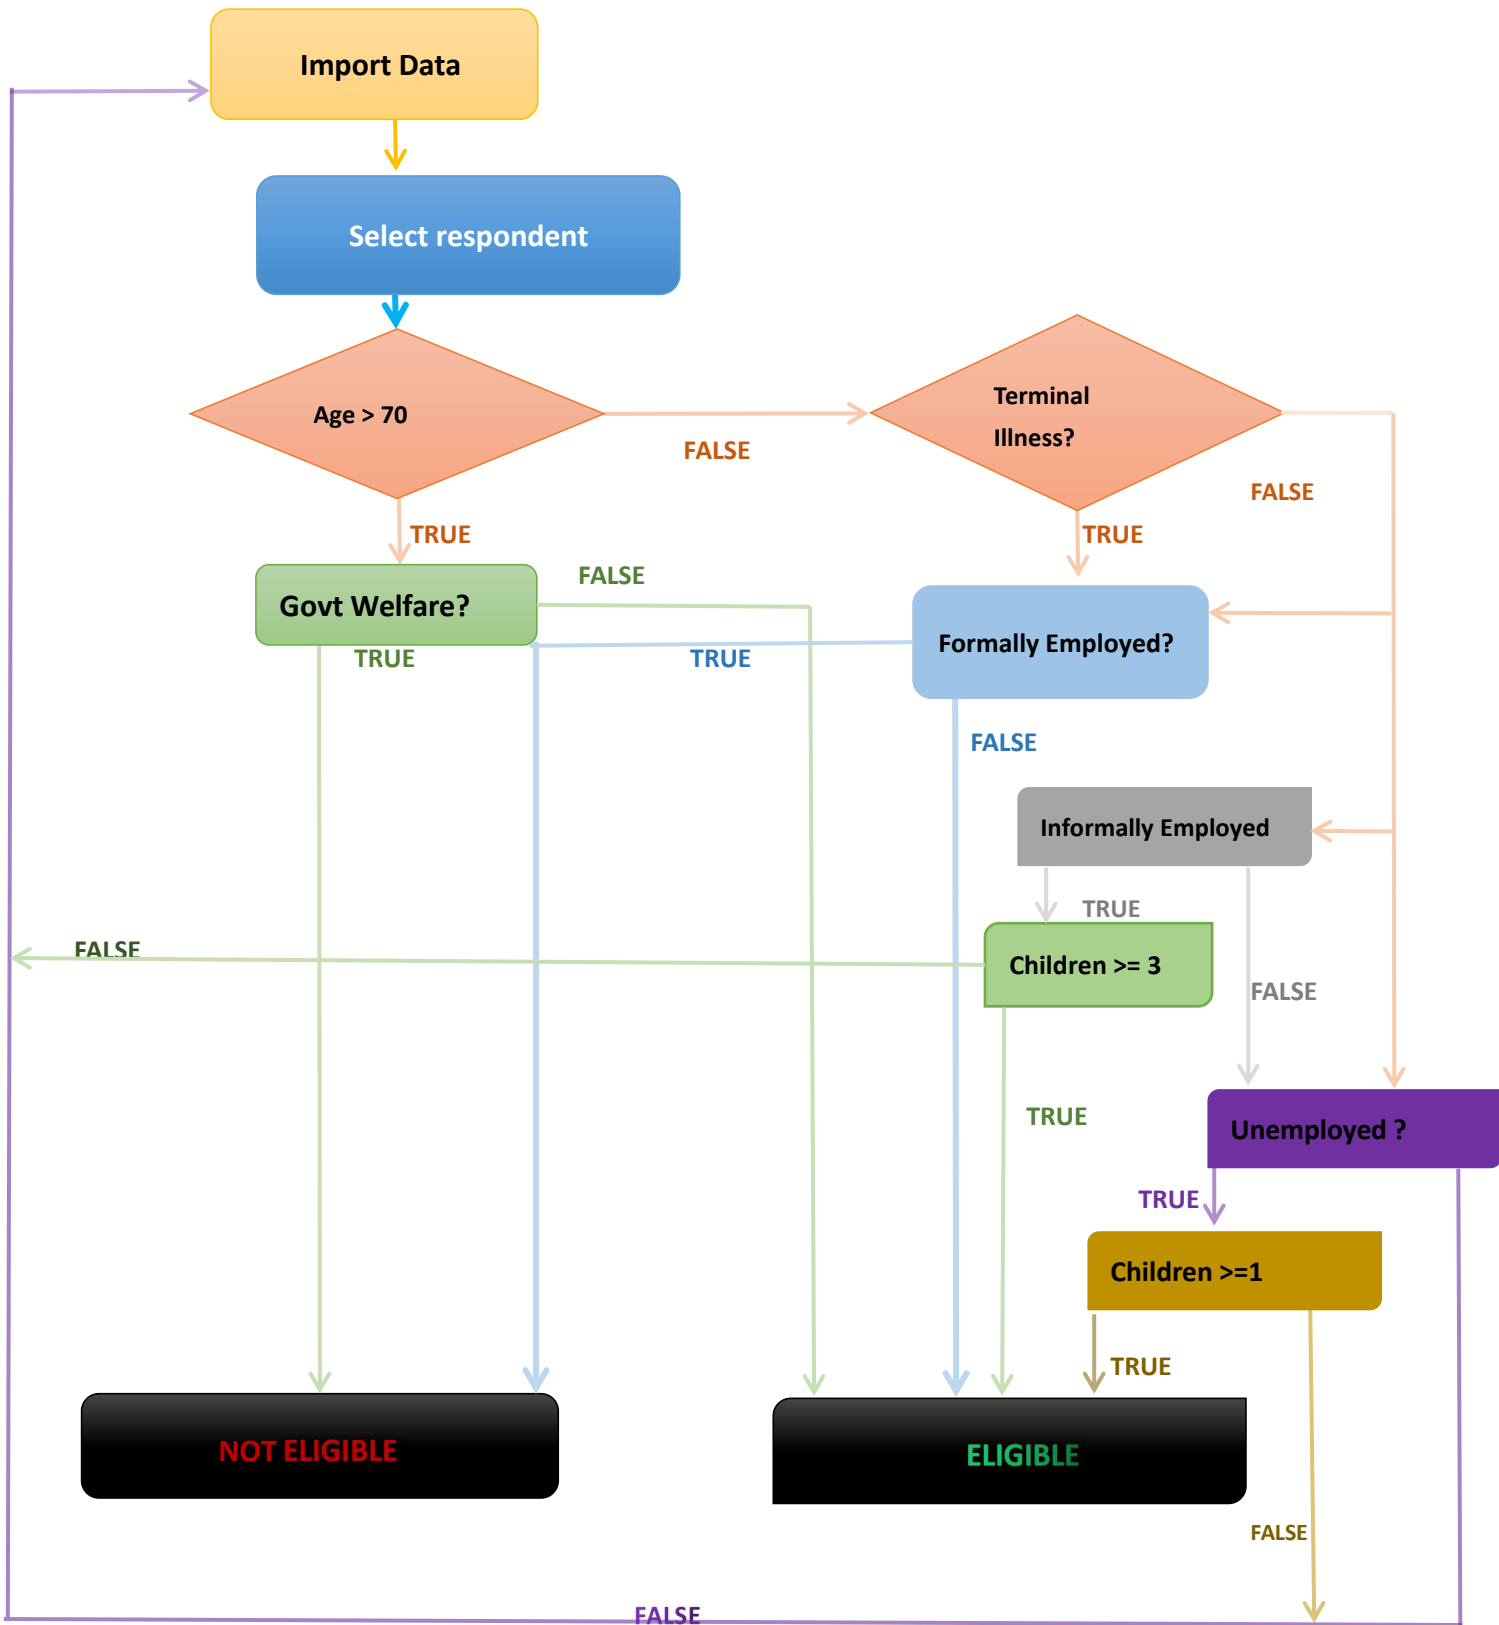 Import Data
Select respondent
Age > 70
FALSE
Terminal
Illness?
FALSE
TRUE
TRUE
Govt Welfare?
FALSE
TRUE
TRUE
Formally Employed?
FALSE
Informally Employed
TRUE
FALSE
Children >= 3
FALSE
TRUE
Unemployed ?
TRUE
Children >=1
TRUE
NOT ELIGIBLE
ELIGIBLE
FALSE
FALSE